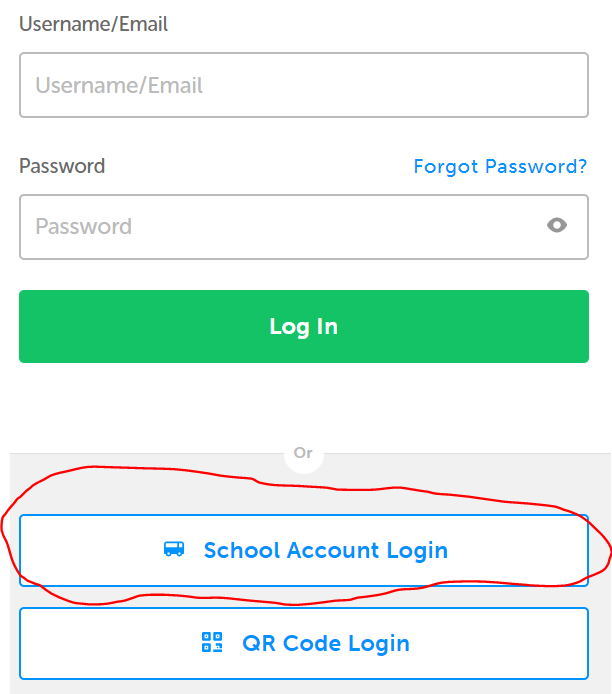 Username/Email
Username/Email
Password Forgot Password?
Password
Log In
Or
School Account Login
QR Code Login